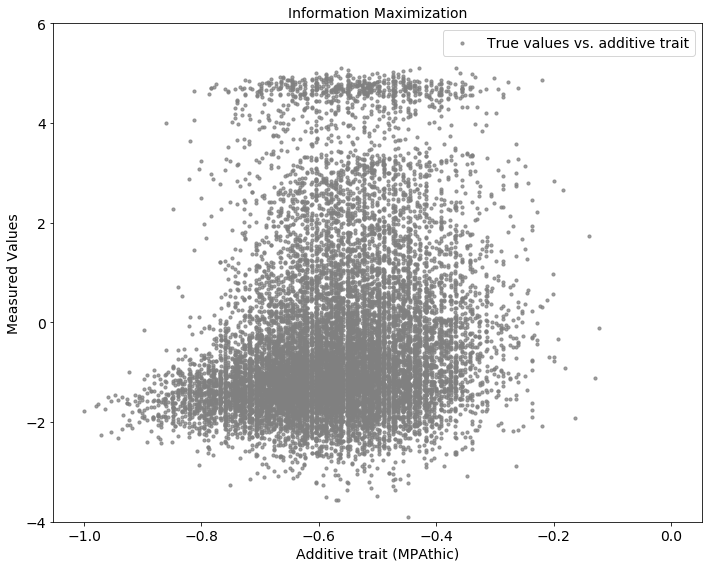 Information Maximization
True values vs. additive trait
6
4
2
0
−2
−4
Measured Values
−1.0 −0.8 −0.6 −0.4 −0.2 0.0
Additive trait (MPAthic)